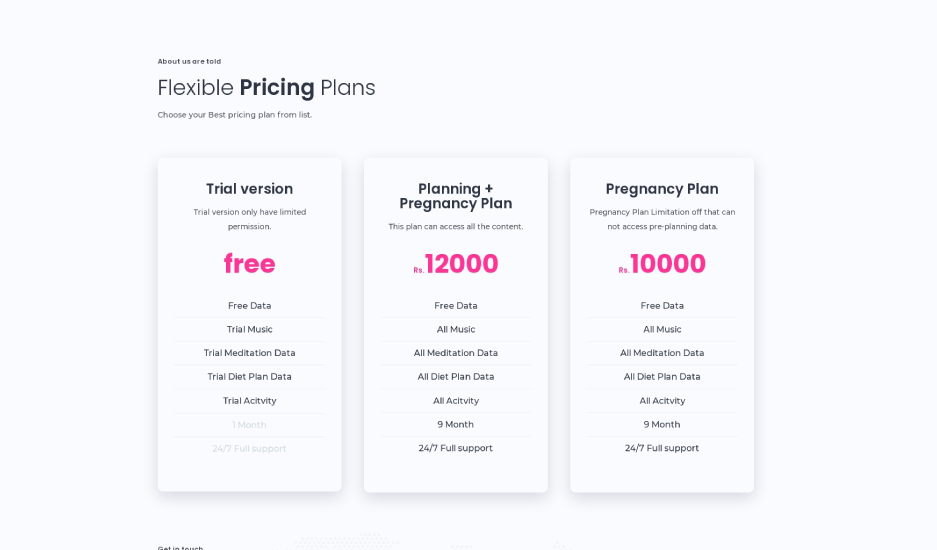 About us are told
Flexible Pricing Plans
Choose your Best pricing plan from list.
Trial version
Trial version only have limited
permission.
free
Free Data
Trial Music
Trial Meditation Data
Trial Diet Plan Data
Trial Acitvity
1 Month
24/7 Full support
Planning +
Pregnancy Plan
This plan can access all the content.
Rs.12000
Free Data
All Music
All Meditation Data
All Diet Plan Data
All Acitvity
9 Month
24/7 Full support
Pregnancy Plan
Pregnancy Plan Limitation off that can
not access pre-planning data.
Rs.10000
Free Data
All Music
All Meditation Data
All Diet Plan Data
All Acitvity
9 Month
24/7 Full support
Get in touch